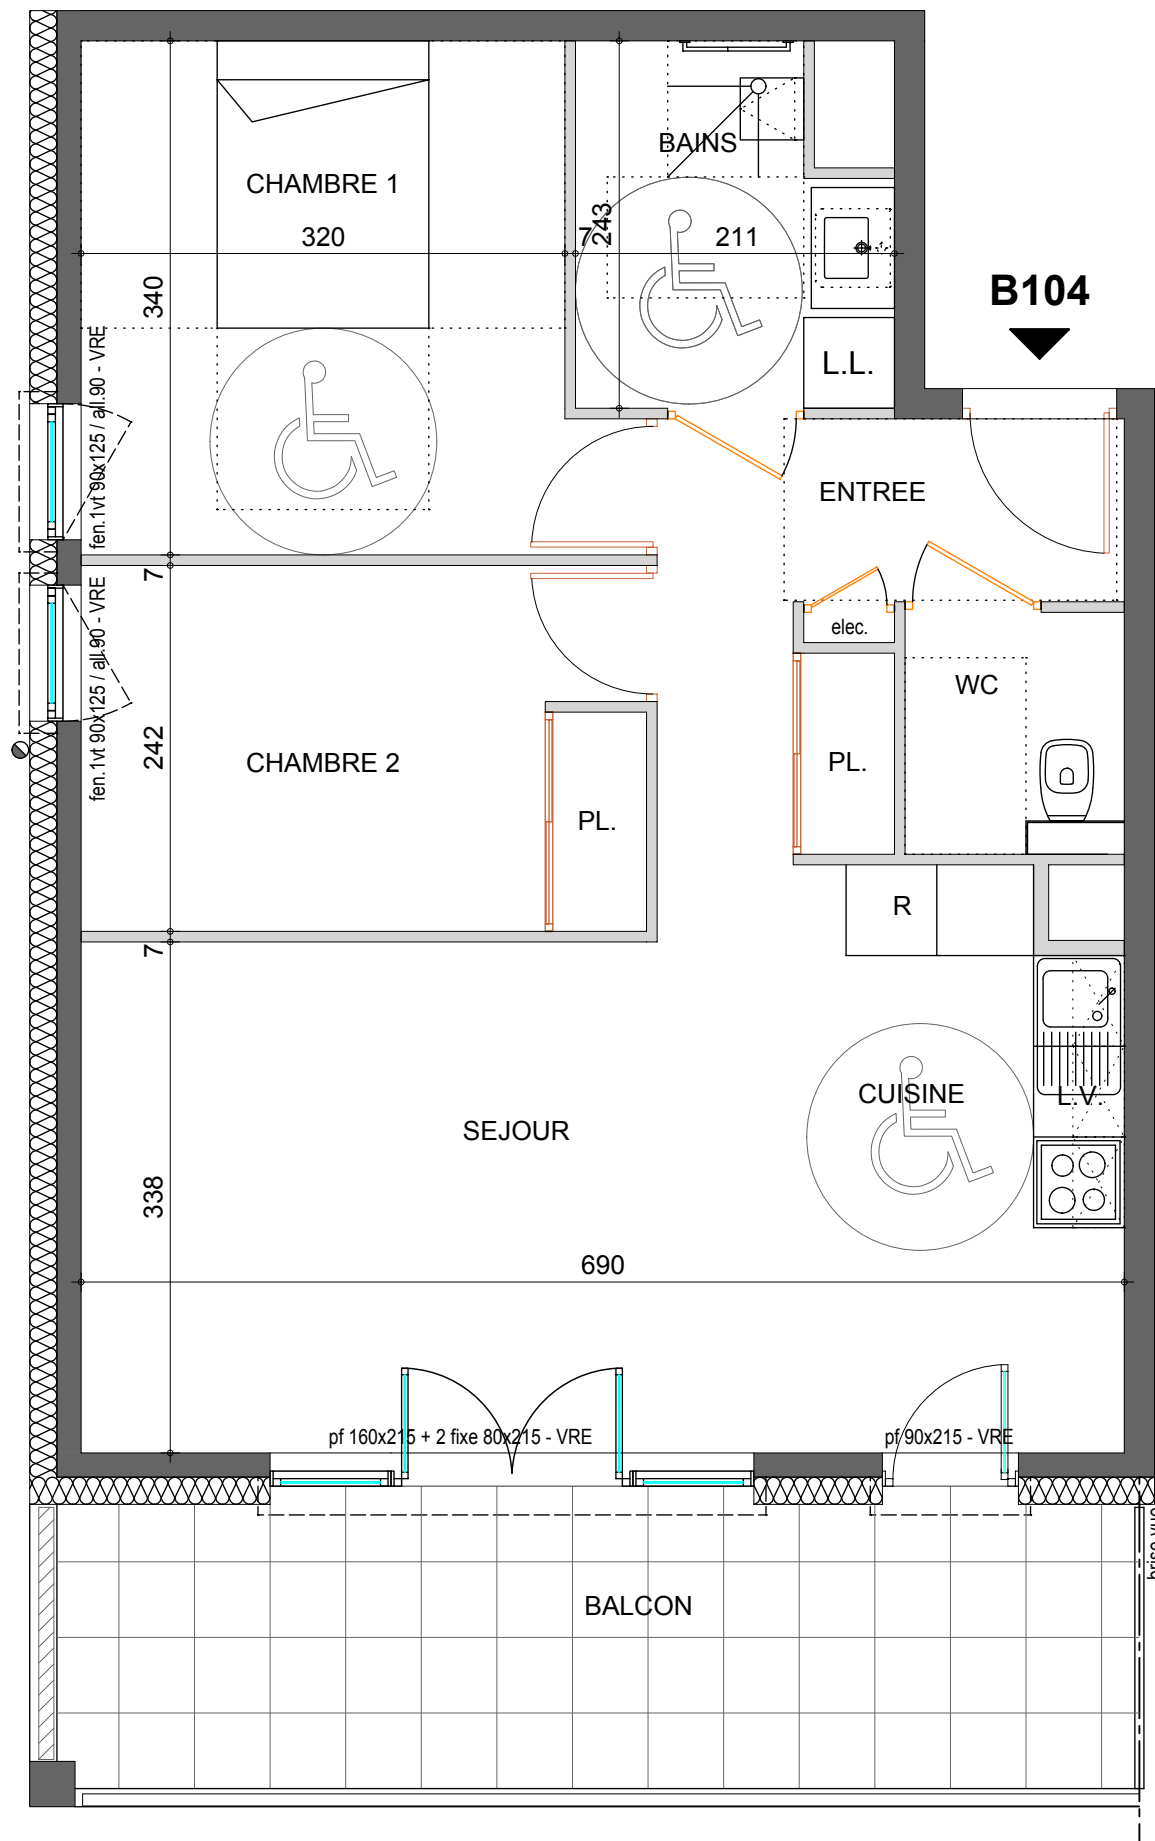 CHAMBRE 1
BAINS
320
7
243
211
340
B104
L.L.
fen.1vt 90x125 / all.90 - VRE
ENTREE
7
fen.1vt 90x125 / all.90 - VRE
elec.
WC
242
CHAMBRE 2
PL.
PL.
R
7
CUISINE
L.V.
SEJOUR
338
690
pf 160x215 + 2 fixe 80x215 - VRE
pf 90x215 - VRE
brise-vue
BALCON